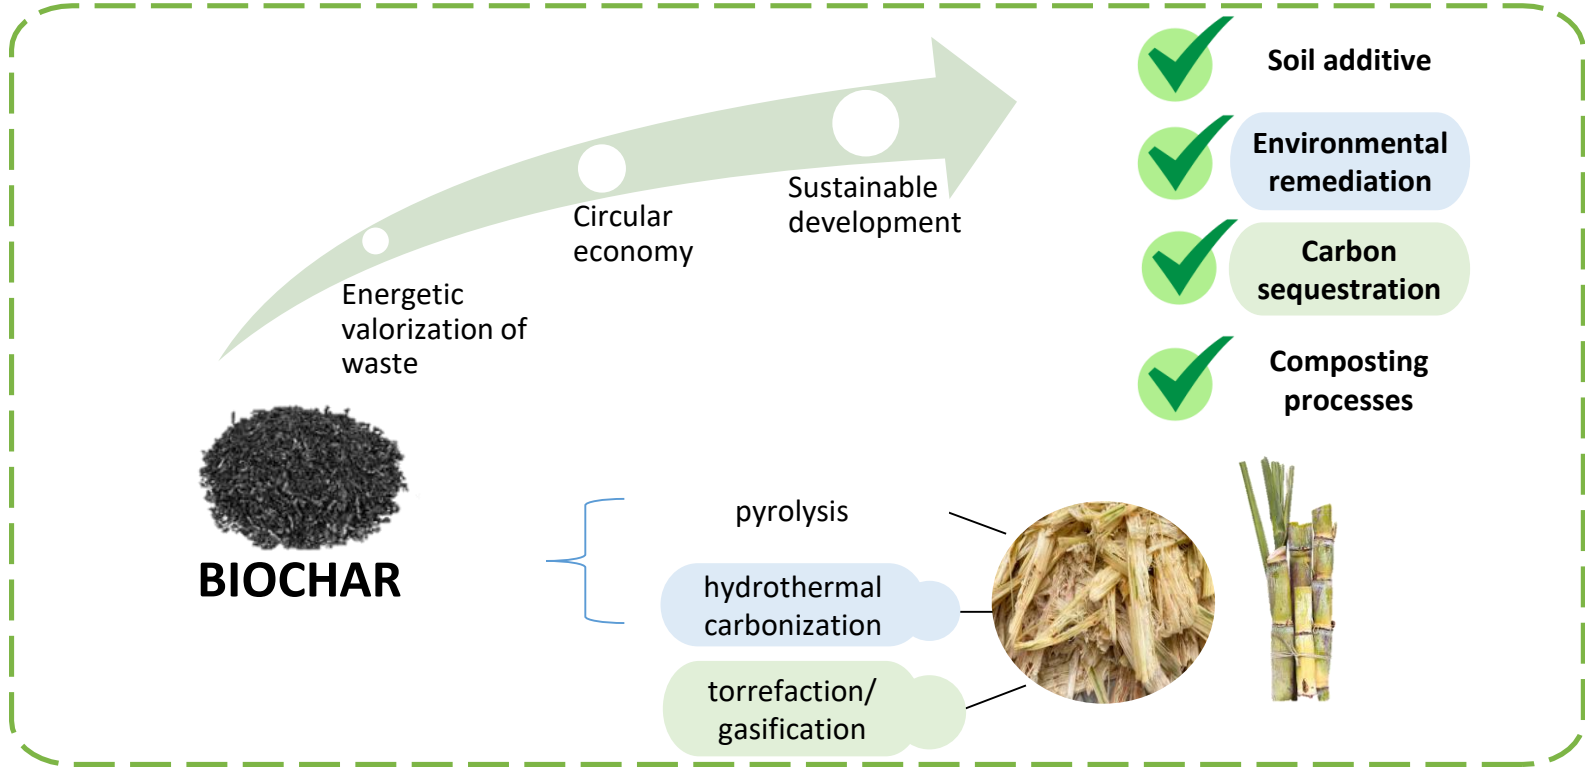 Soil additive
Environmental
remediation
Carbon
sequestration
Composting
processes
Sustainable
development
Circular
economy
Energetic
valorization of
waste
BIOCHAR
pyrolysis
hydrothermal
carbonization
torrefaction/
gasification